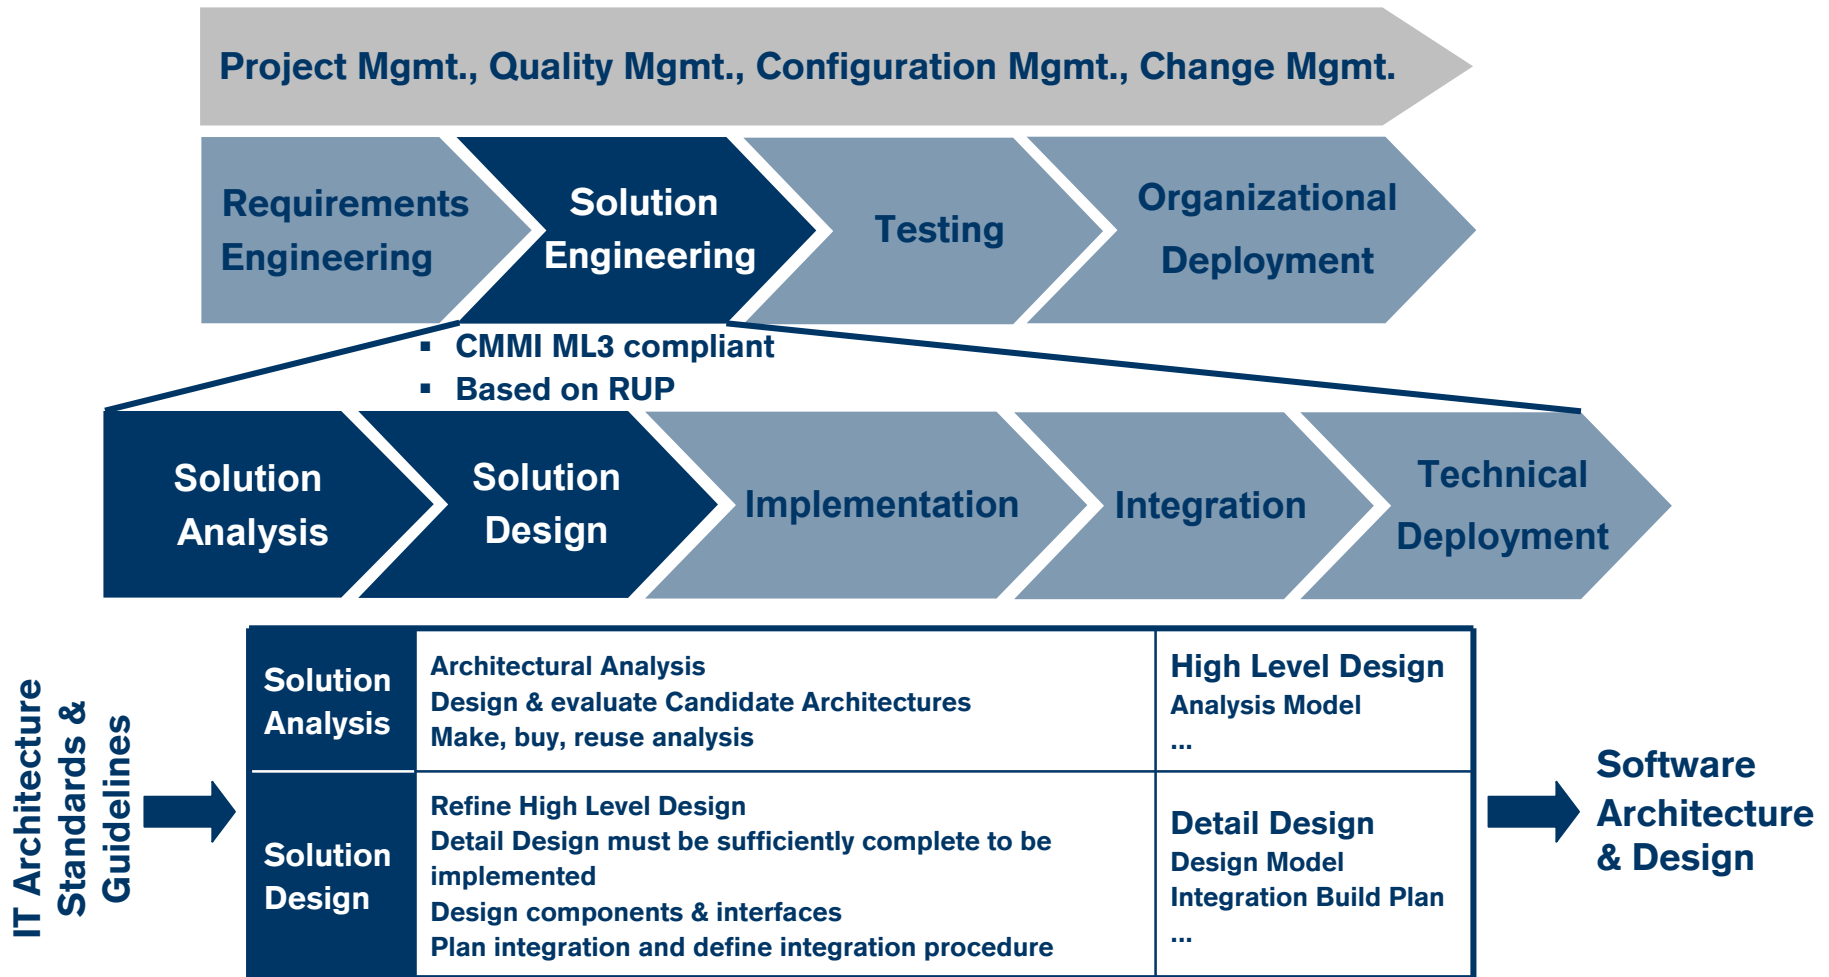 Project Mgmt., Quality Mgmt., Configuration Mgmt., Change Mgmt.
Requirements
Engineering
Solution
Engineering
Testing
Organizational
Deployment
▪ CMMI ML3 compliant
▪ Based on RUP
Solution
Analysis
Solution
Design
Implementation
Integration
Technical
Deployment
IT Architecture
Standards &
Guidelines
Solution
Analysis
Architectural Analysis
Design & evaluate Candidate Architectures
Make, buy, reuse analysis
High Level Design
Analysis Model
...
Solution
Design
Refine High Level Design
Detail Design must be sufficiently complete to be
implemented
Design components & interfaces
Plan integration and define integration procedure
Detail Design
Design Model
Integration Build Plan
...
Software
Architecture
& Design